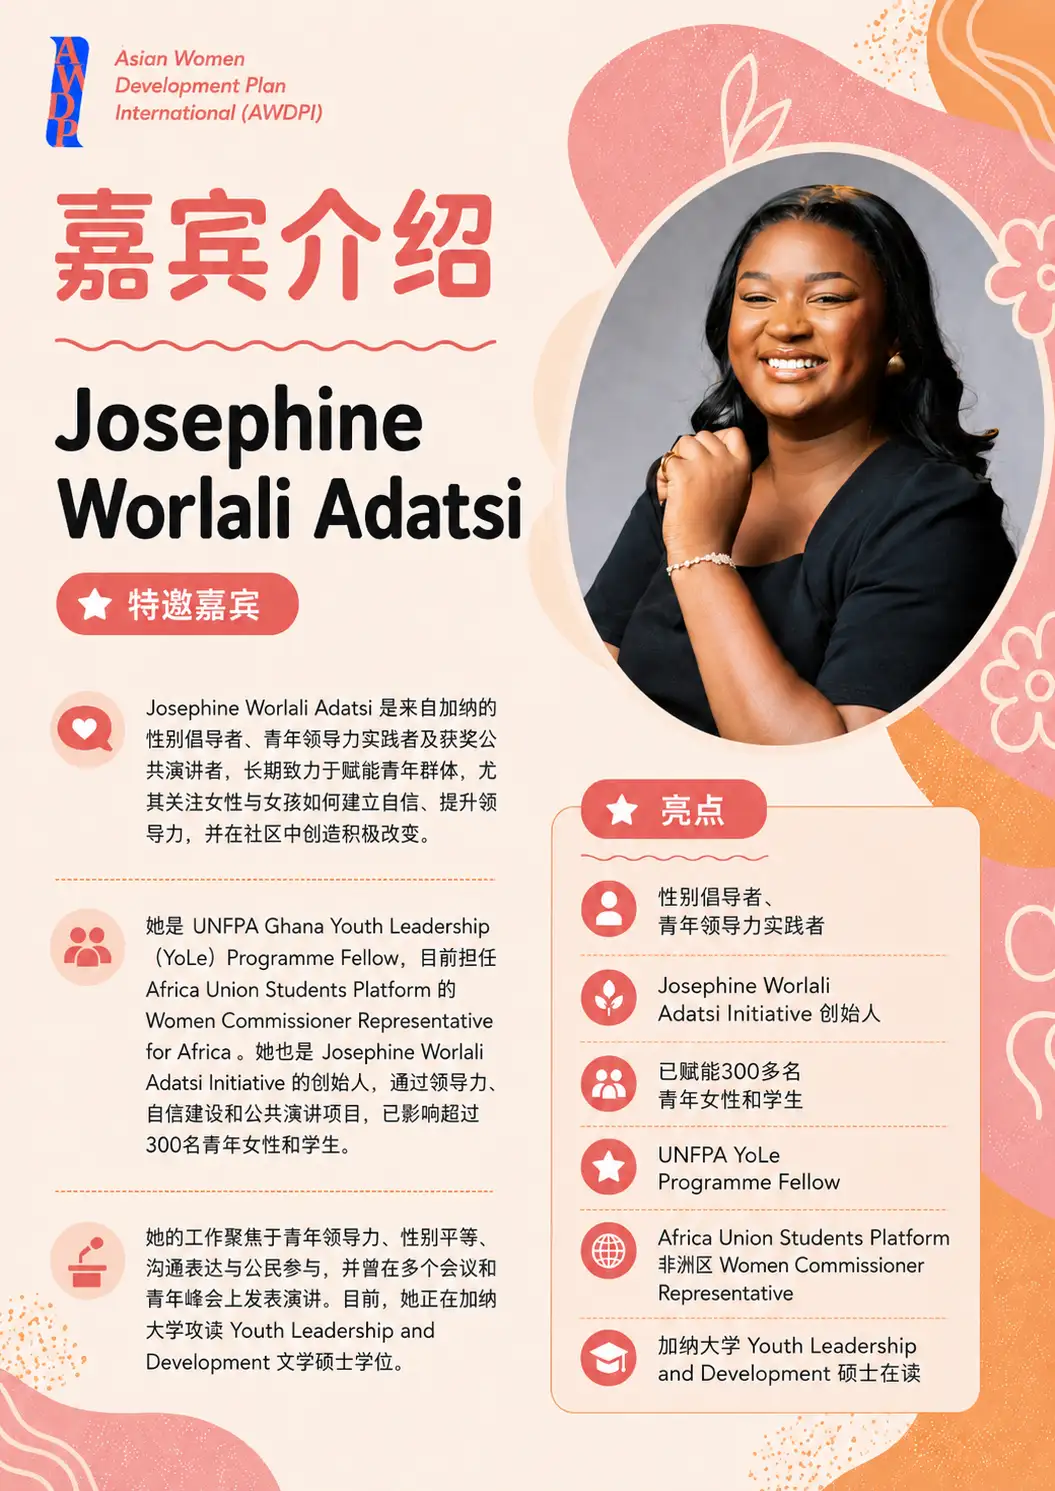 AWDP
Asian Women
Development Plan
International (AWDPI)
嘉宾介绍
Josephine
Worlali Adatsi
特邀嘉宾
Josephine Worlali Adatsi 是来自加纳的
性别倡导者、青年领导力实践者及获奖公
共演讲者，长期致力于赋能青年群体，尤
其关注女性与女孩如何建立自信、提升领
导力，并在社区中创造积极改变。
她是 UNFPA Ghana Youth Leadership
（YoLe）Programme Fellow，目前担任
Africa Union Students Platform 的
Women Commissioner Representative
for Africa 。她也是 Josephine Worlali
Adatsi Initiative 的创始人，通过领导力、
自信建设和公共演讲项目，已影响超过
300名青年女性和学生。
她的工作聚焦于青年领导力、性别平等、
沟通表达与公民参与，并曾在多个会议和
青年峰会上发表演讲。目前，她正在加纳
大学攻读 Youth Leadership and
Development 文学硕士学位。
亮点
性别倡导者、
青年领导力实践者
Josephine Worlali
Adatsi Initiative 创始人
已赋能300多名
青年女性和学生
UNFPA YoLe
Programme Fellow
Africa Union Students Platform
非洲区 Women Commissioner
Representative
加纳大学 Youth Leadership
and Development 硕士在读